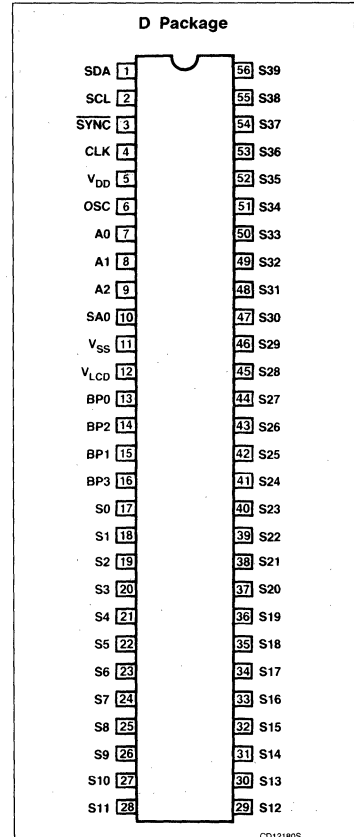 D Package
SDA 1 56 S39
SCL 2 55 S38
SYNC 3 54 S37
CLK 4 53 S36
VDD 5 52 S35
OSC 6 51 S34
A0 7 50 S33
A1 8 49 S32
A2 9 48 S31
SA0 10 47 S30
VSS 11 46 S29
VLCD 12 45 S28
BP0 13 44 S27
BP2 14 43 S26
BP1 15 42 S25
BP3 16 41 S24
S0 17 40 S23
S1 18 39 S22
S2 19 38 S21
S3 20 37 S20
S4 21 36 S19
S5 22 35 S18
S6 23 34 S17
S7 24 33 S16
S8 25 32 S15
S9 26 31 S14
S10 27 30 S13
S11 28 29 S12
CD12180S